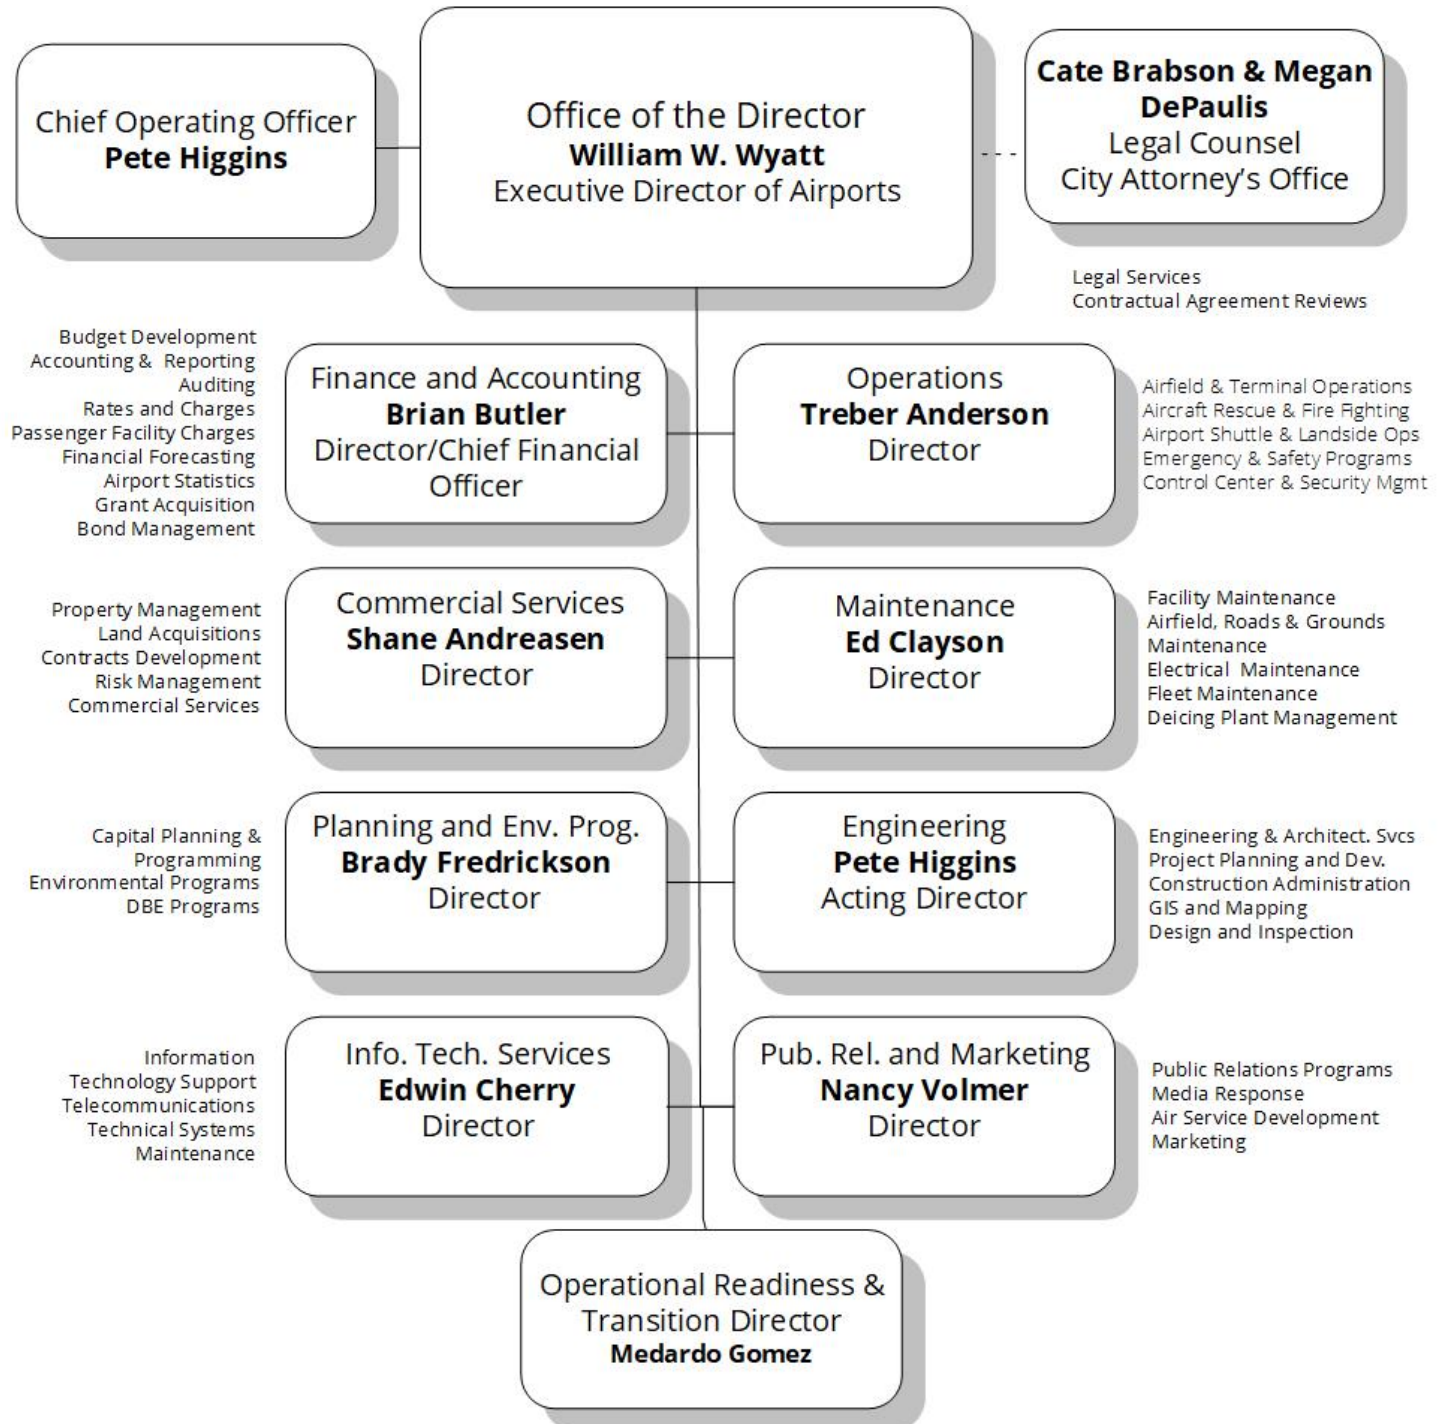 Chief Operating Officer
Pete Higgins
Office of the Director
William W. Wyatt
Executive Director of Airports
Cate Brabson & Megan
DePaulis
Legal Counsel
City Attorney's Office
Legal Services
Contractual Agreement Reviews
Budget Development
Accounting & Reporting
Auditing
Rates and Charges
Passenger Facility Charges
Financial Forecasting
Airport Statistics
Grant Acquisition
Bond Management
Finance and Accounting
Brian Butler
Director/Chief Financial
Officer
Operations
Treber Anderson
Director
Airfield & Terminal Operations
Aircraft Rescue & Fire Fighting
Airport Shuttle & Landside Ops
Emergency & Safety Programs
Control Center & Security Mgmt
Property Management
Land Acquisitions
Contracts Development
Risk Management
Commercial Services
Commercial Services
Shane Andreasen
Director
Maintenance
Ed Clayson
Director
Facility Maintenance
Airfield, Roads & Grounds
Maintenance
Electrical Maintenance
Fleet Maintenance
Deicing Plant Management
Capital Planning &
Programming
Environmental Programs
DBE Programs
Planning and Env. Prog.
Brady Fredrickson
Director
Engineering
Pete Higgins
Acting Director
Engineering & Architect. Svcs
Project Planning and Dev.
Construction Administration
GIS and Mapping
Design and Inspection
Information
Technology Support
Telecommunications
Technical Systems
Maintenance
Info. Tech. Services
Edwin Cherry
Director
Pub. Rel. and Marketing
Nancy Volmer
Director
Public Relations Programs
Media Response
Air Service Development
Marketing
Operational Readiness &
Transition Director
Medardo Gomez